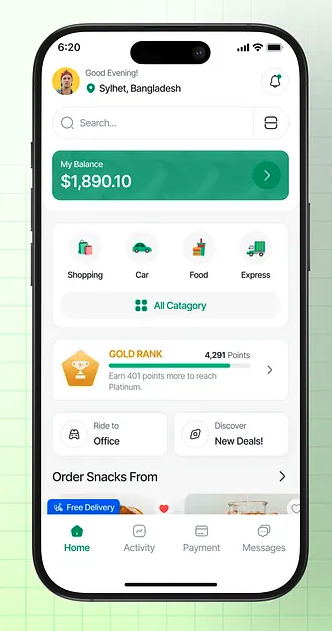 6:20
Good Evening!
Sylhet, Bangladesh
Search...
My Balance
$1,890.10
Shopping
Car
Food
Express
All Catagory
GOLD RANK
4,291 Points
Earn 401 points more to reach
Platinum.
Ride to
Office
Discover
New Deals!
Order Snacks From
Free Delivery
Home
Activity
Payment
Messages